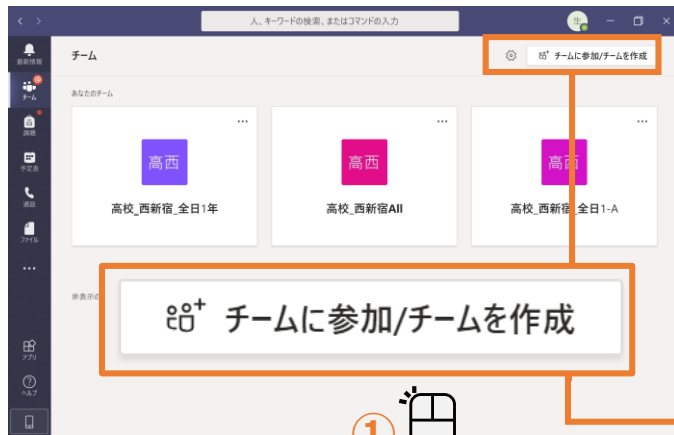 人、キーワードの検索、またはコマンドの入力
生
最新情報
チーム
チームに参加/チームを作成
チーム
あなたのチーム
課題
高西
高西
高西
予定表
高校_西新宿_全日1年
高校_西新宿All
高校_西新宿_全日1-A
通話
ファイル
非表示の
チームに参加/チームを作成
アプリ
ヘルプ
1